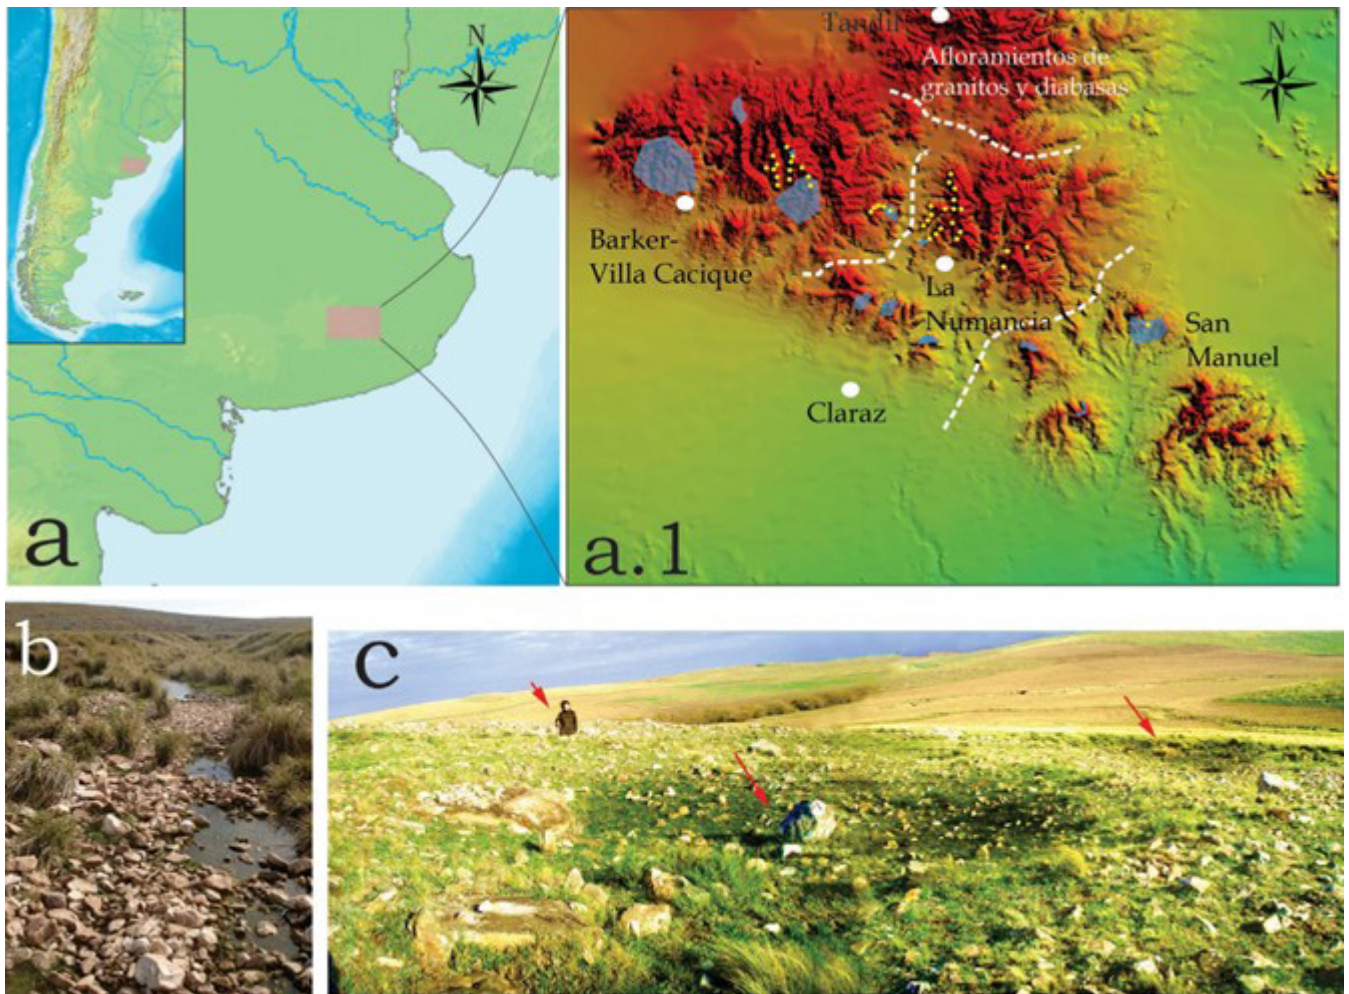 a
N
a.1
Tandil
Afloramientos de
granitos y diabasas
N
Barker-
Villa Cacique
La
Numancia
San
Manuel
Claraz
b
c